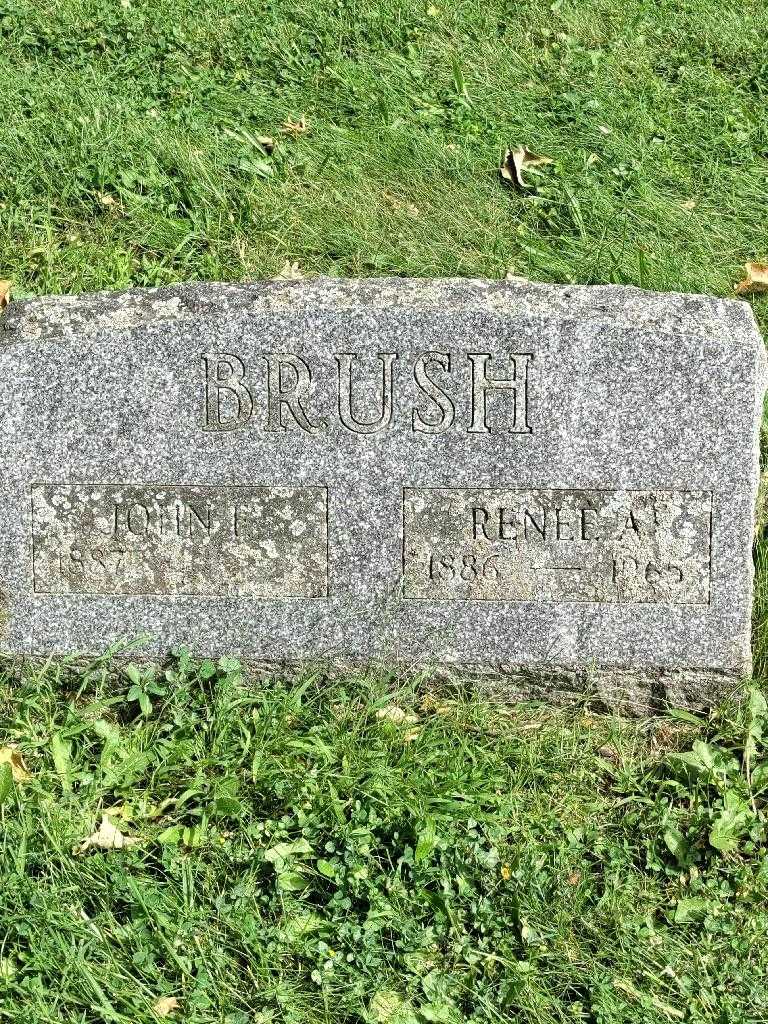 BRUSH
JOHN F.
1887
RENEE A.
1886 — 1965